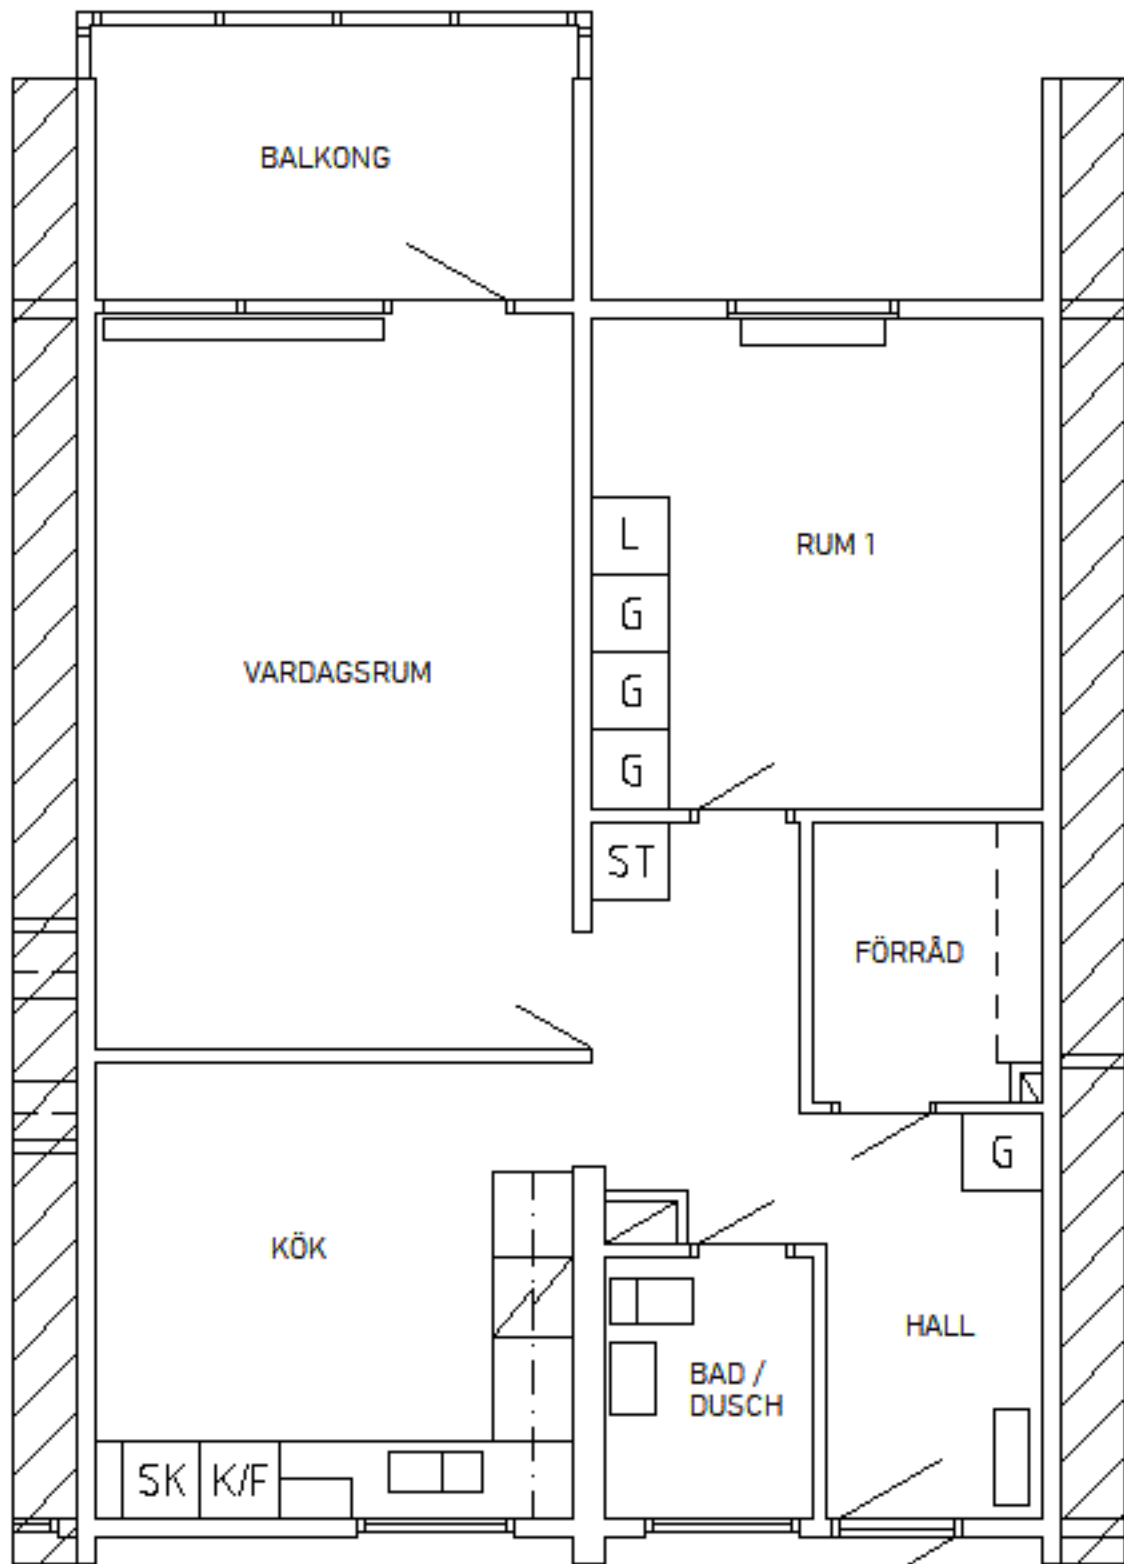 BALKONG
L
RUM 1
G
VARDAGSRUM
G
G
ST
FÖRRÅD
G
KÖK
HALL
BAD /
DUSCH
SK
K/F